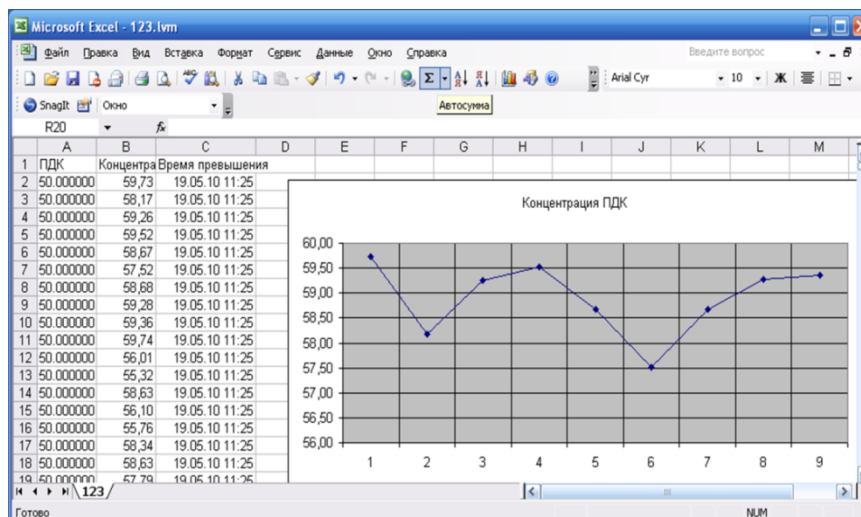 Microsoft Excel - 123.lvm
Файл Правка Вид Вставка Формат Сервис Данные Окно Справка Введите вопрос
Arial Cyr 10 Ж
SnagIt Окно Автосумма
R20 fx
A B C D E F G H I J K L M
1 ПДК Концентра Время превышения
2 50.000000 59,73 19.05.10 11:25
3 50.000000 58,17 19.05.10 11:25
4 50.000000 59,26 19.05.10 11:25
5 50.000000 59,52 19.05.10 11:25
6 50.000000 58,67 19.05.10 11:25
7 50.000000 57,52 19.05.10 11:25
8 50.000000 58,68 19.05.10 11:25
9 50.000000 59,28 19.05.10 11:25
10 50.000000 59,36 19.05.10 11:25
11 50.000000 59,74 19.05.10 11:25
12 50.000000 56,01 19.05.10 11:25
13 50.000000 55,32 19.05.10 11:25
14 50.000000 58,63 19.05.10 11:25
15 50.000000 56,10 19.05.10 11:25
16 50.000000 55,76 19.05.10 11:25
17 50.000000 58,34 19.05.10 11:25
18 50.000000 58,63 19.05.10 11:25
19 50.000000 57,79 19.05.10 11:25
Концентрация ПДК
60,00
59,50
59,00
58,50
58,00
57,50
57,00
56,50
56,00
1 2 3 4 5 6 7 8 9
123
Готово NUM